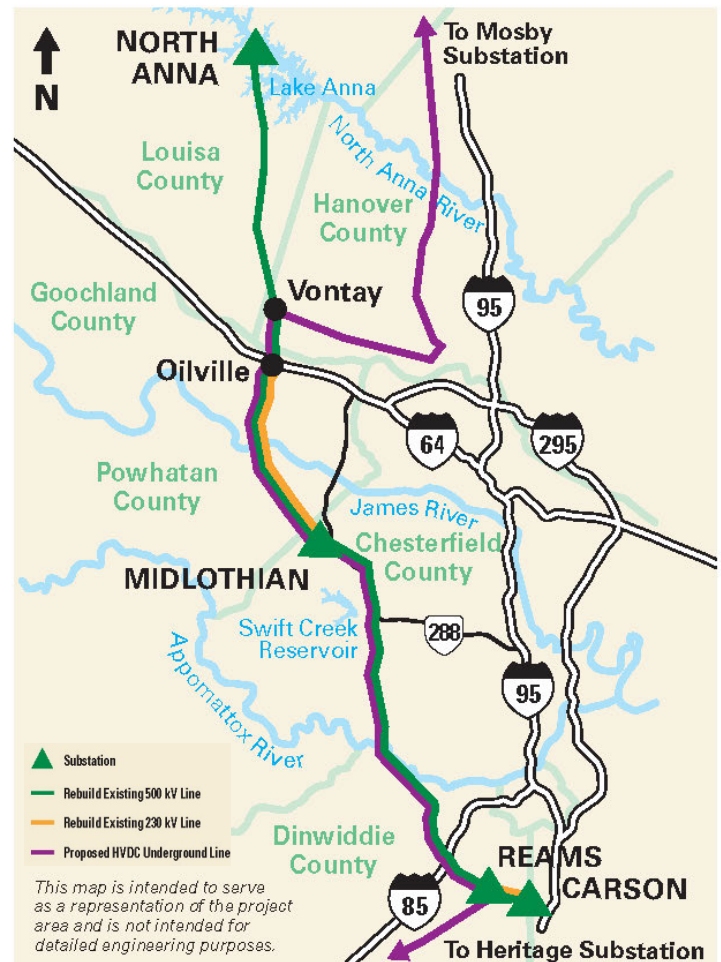 NORTH
ANNA
To Mosby
Substation
N
Lake Anna
North Anna River
Louisa
County
Hanover
County
Goochland
County
Vontay
95
Oilville
64
295
Powhatan
County
James River
MIDLOTHIAN
Chesterfield
County
Swift Creek
Reservoir
288
Appomattox River
95
Substation
Rebuild Existing 500 kV Line
Rebuild Existing 230 kV Line
Proposed HVDC Underground Line
Dinwiddie
County
REAMS
CARSON
85
This map is intended to serve
as a representation of the project
area and is not intended for
detailed engineering purposes.
To Heritage Substation